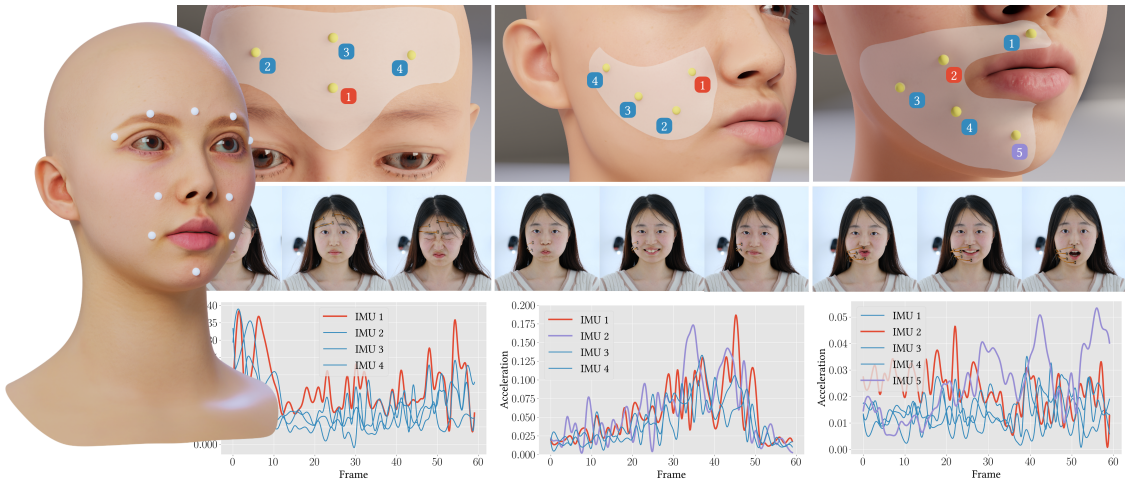 3
2
4
1
4
1
3
2
1
2
3
4
5
40
35
30
0.000
IMU 1
IMU 2
IMU 3
IMU 4
0 10 20 30 40 50 60
Frame
Acceleration
0.200
0.175
0.150
0.125
0.100
0.075
0.050
0.025
0.000
IMU 1
IMU 2
IMU 3
IMU 4
0 10 20 30 40 50 60
Frame
Acceleration
0.05
0.04
0.03
0.02
0.01
0.00
IMU 1
IMU 2
IMU 3
IMU 4
IMU 5
0 10 20 30 40 50 60
Frame